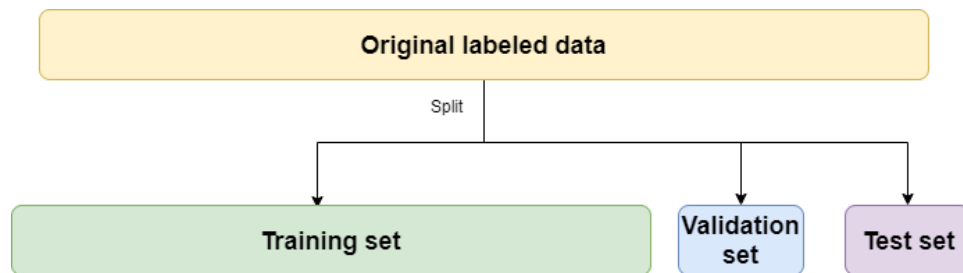 Original labeled data
Split
Training set
Validation
set
Test set